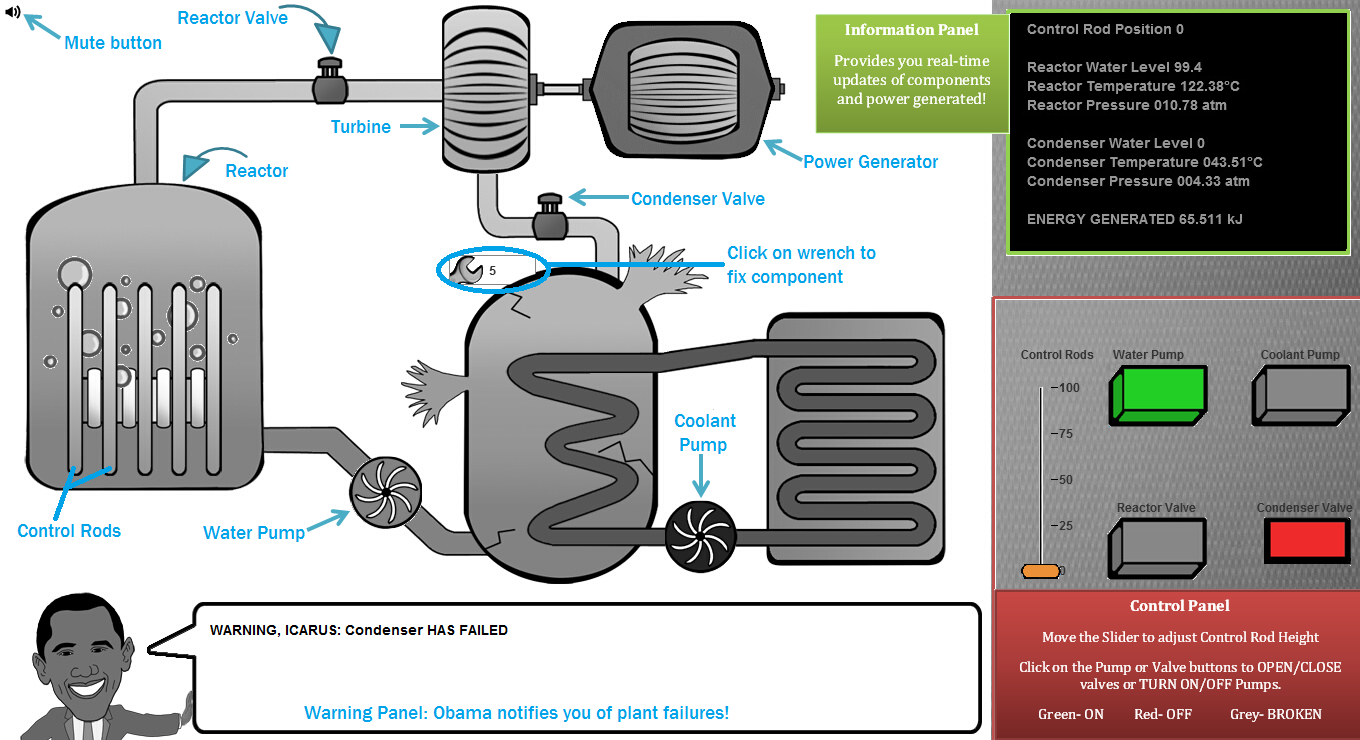 Mute button
Reactor Valve
Turbine
Reactor
Power Generator
Condenser Valve
Click on wrench to
fix component
5
Coolant
Pump
Control Rods
Water Pump
WARNING, ICARUS: Condenser HAS FAILED
Warning Panel: Obama notifies you of plant failures!
Information Panel
Provides you real-time
updates of components
and power generated!
Control Rod Position 0
Reactor Water Level 99.4
Reactor Temperature 122.38°C
Reactor Pressure 010.78 atm
Condenser Water Level 0
Condenser Temperature 043.51°C
Condenser Pressure 004.33 atm
ENERGY GENERATED 65.511 kJ
Control Rods
Water Pump
Coolant Pump
100
75
50
25
0
Reactor Valve
Condenser Valve
Control Panel
Move the Slider to adjust Control Rod Height
Click on the Pump or Valve buttons to OPEN/CLOSE
valves or TURN ON/OFF Pumps.
Green- ON Red- OFF Grey- BROKEN